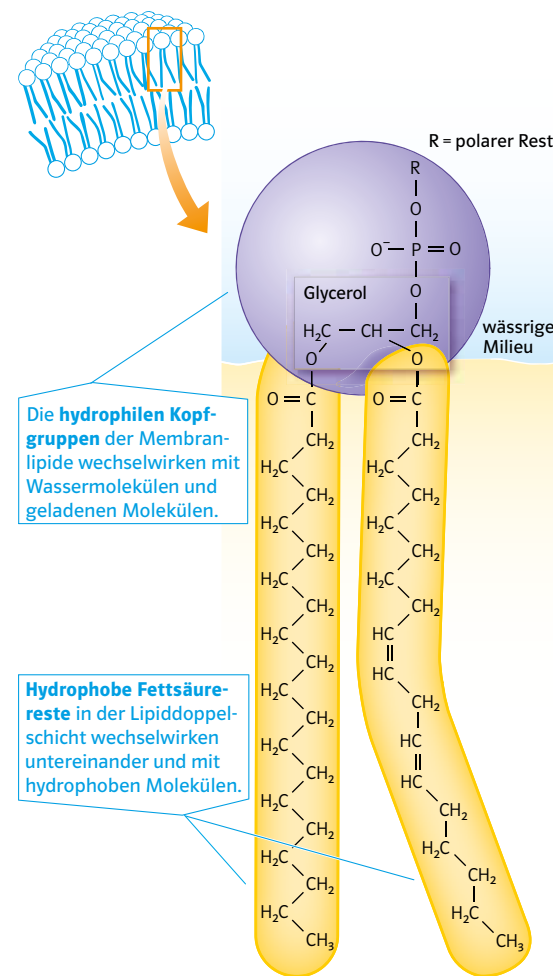 R = polarer Rest
R
O
O⁻ P = O
O
Glycerol
H₂C — CH — CH₂
wässrige
Milieu
O O
O = C O = C
Die hydrophilen Kopf-
gruppen der Membran-
lipide wechselwirken mit
Wassermolekülen und
geladenen Molekülen.
Hydrophobe Fettsäure-
reste in der Lipiddoppel-
schicht wechselwirken
untereinander und mit
hydrophoben Molekülen.
CH₂
H₂C
CH₂
H₂C
CH₂
H₂C
CH₂
H₂C
CH₂
H₂C
CH₂
H₂C
CH₂
H₂C
CH₂
H₂C
CH₂
H₂C
CH₃
CH₂
H₂C
CH₂
H₂C
CH₂
H₂C
CH₂
HC
HC
CH₂
HC
HC
CH₂
H₂C
CH₂
H₂C
CH₃